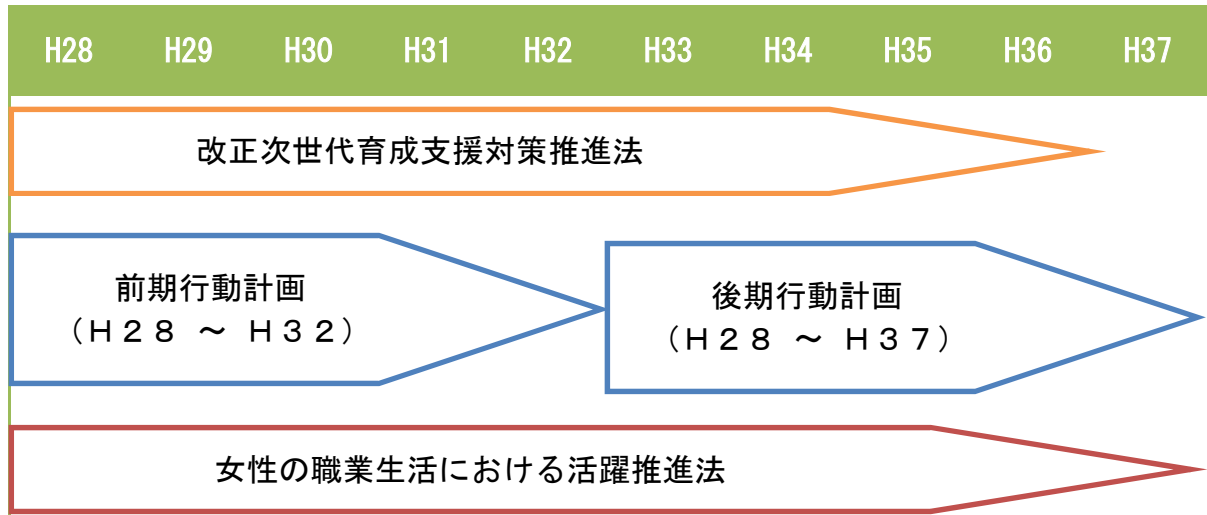 H28 H29 H30 H31 H32 H33 H34 H35 H36 H37
改正次世代育成支援対策推進法
前期行動計画
（Ｈ２８ ～ Ｈ３２）
後期行動計画
（Ｈ２８ ～ Ｈ３７）
女性の職業生活における活躍推進法